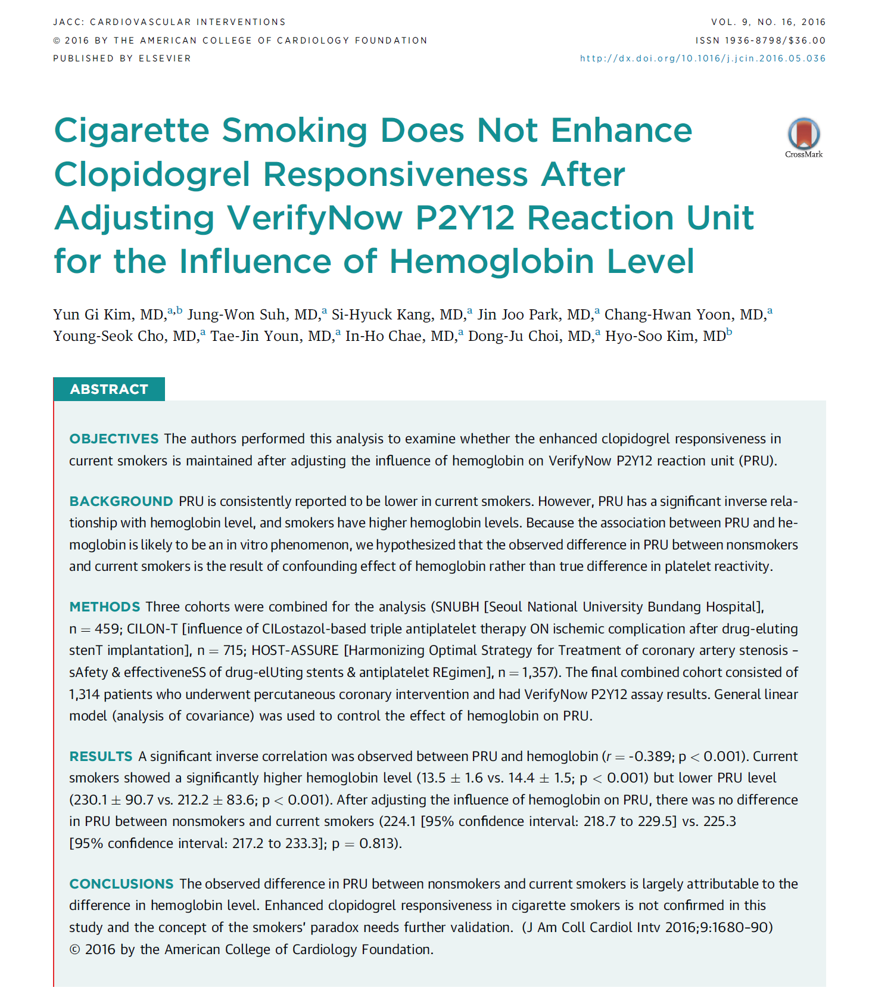 JACC: CARDIOVASCULAR INTERVENTIONS
VOL. 9, NO. 16, 2016
© 2016 BY THE AMERICAN COLLEGE OF CARDIOLOGY FOUNDATION
ISSN 1936-8798/$36.00
PUBLISHED BY ELSEVIER
http://dx.doi.org/10.1016/j.jcin.2016.05.036
Cigarette Smoking Does Not Enhance
Clopidogrel Responsiveness After
Adjusting VerifyNow P2Y12 Reaction Unit
for the Influence of Hemoglobin Level
CrossMark
Yun Gi Kim, MD,a,b Jung-Won Suh, MD,a Si-Hyuck Kang, MD,a Jin Joo Park, MD,a Chang-Hwan Yoon, MD,a
Young-Seok Cho, MD,a Tae-Jin Youn, MD,a In-Ho Chae, MD,a Dong-Ju Choi, MD,a Hyo-Soo Kim, MDb
ABSTRACT
OBJECTIVES The authors performed this analysis to examine whether the enhanced clopidogrel responsiveness in
current smokers is maintained after adjusting the influence of hemoglobin on VerifyNow P2Y12 reaction unit (PRU).
BACKGROUND PRU is consistently reported to be lower in current smokers. However, PRU has a significant inverse rela-
tionship with hemoglobin level, and smokers have higher hemoglobin levels. Because the association between PRU and he-
moglobin is likely to be an in vitro phenomenon, we hypothesized that the observed difference in PRU between nonsmokers
and current smokers is the result of confounding effect of hemoglobin rather than true difference in platelet reactivity.
METHODS Three cohorts were combined for the analysis (SNUBH [Seoul National University Bundang Hospital],
n = 459; CILON-T [influence of CILostazol-based triple antiplatelet therapy ON ischemic complication after drug-eluting
stenT implantation], n = 715; HOST-ASSURE [Harmonizing Optimal Strategy for Treatment of coronary artery stenosis –
sAfety & effectiveneSS of drug-elUting stents & antiplatelet REgimen], n = 1,357). The final combined cohort consisted of
1,314 patients who underwent percutaneous coronary intervention and had VerifyNow P2Y12 assay results. General linear
model (analysis of covariance) was used to control the effect of hemoglobin on PRU.
RESULTS A significant inverse correlation was observed between PRU and hemoglobin (r = -0.389; p < 0.001). Current
smokers showed a significantly higher hemoglobin level (13.5 ± 1.6 vs. 14.4 ± 1.5; p < 0.001) but lower PRU level
(230.1 ± 90.7 vs. 212.2 ± 83.6; p < 0.001). After adjusting the influence of hemoglobin on PRU, there was no difference
in PRU between nonsmokers and current smokers (224.1 [95% confidence interval: 218.7 to 229.5] vs. 225.3
[95% confidence interval: 217.2 to 233.3]; p = 0.813).
CONCLUSIONS The observed difference in PRU between nonsmokers and current smokers is largely attributable to the
difference in hemoglobin level. Enhanced clopidogrel responsiveness in cigarette smokers is not confirmed in this
study and the concept of the smokers' paradox needs further validation. (J Am Coll Cardiol Intv 2016;9:1680–90)
© 2016 by the American College of Cardiology Foundation.